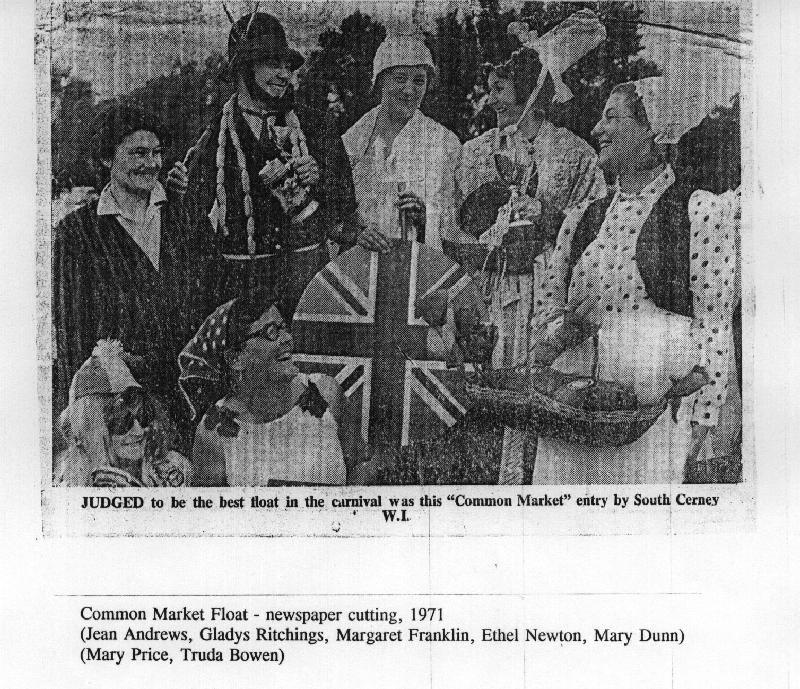 JUDGED to be the best float in the carnival was this “Common Market” entry by South Cerney
W.I.
Common Market Float - newspaper cutting, 1971
(Jean Andrews, Gladys Ritchings, Margaret Franklin, Ethel Newton, Mary Dunn)
(Mary Price, Truda Bowen)